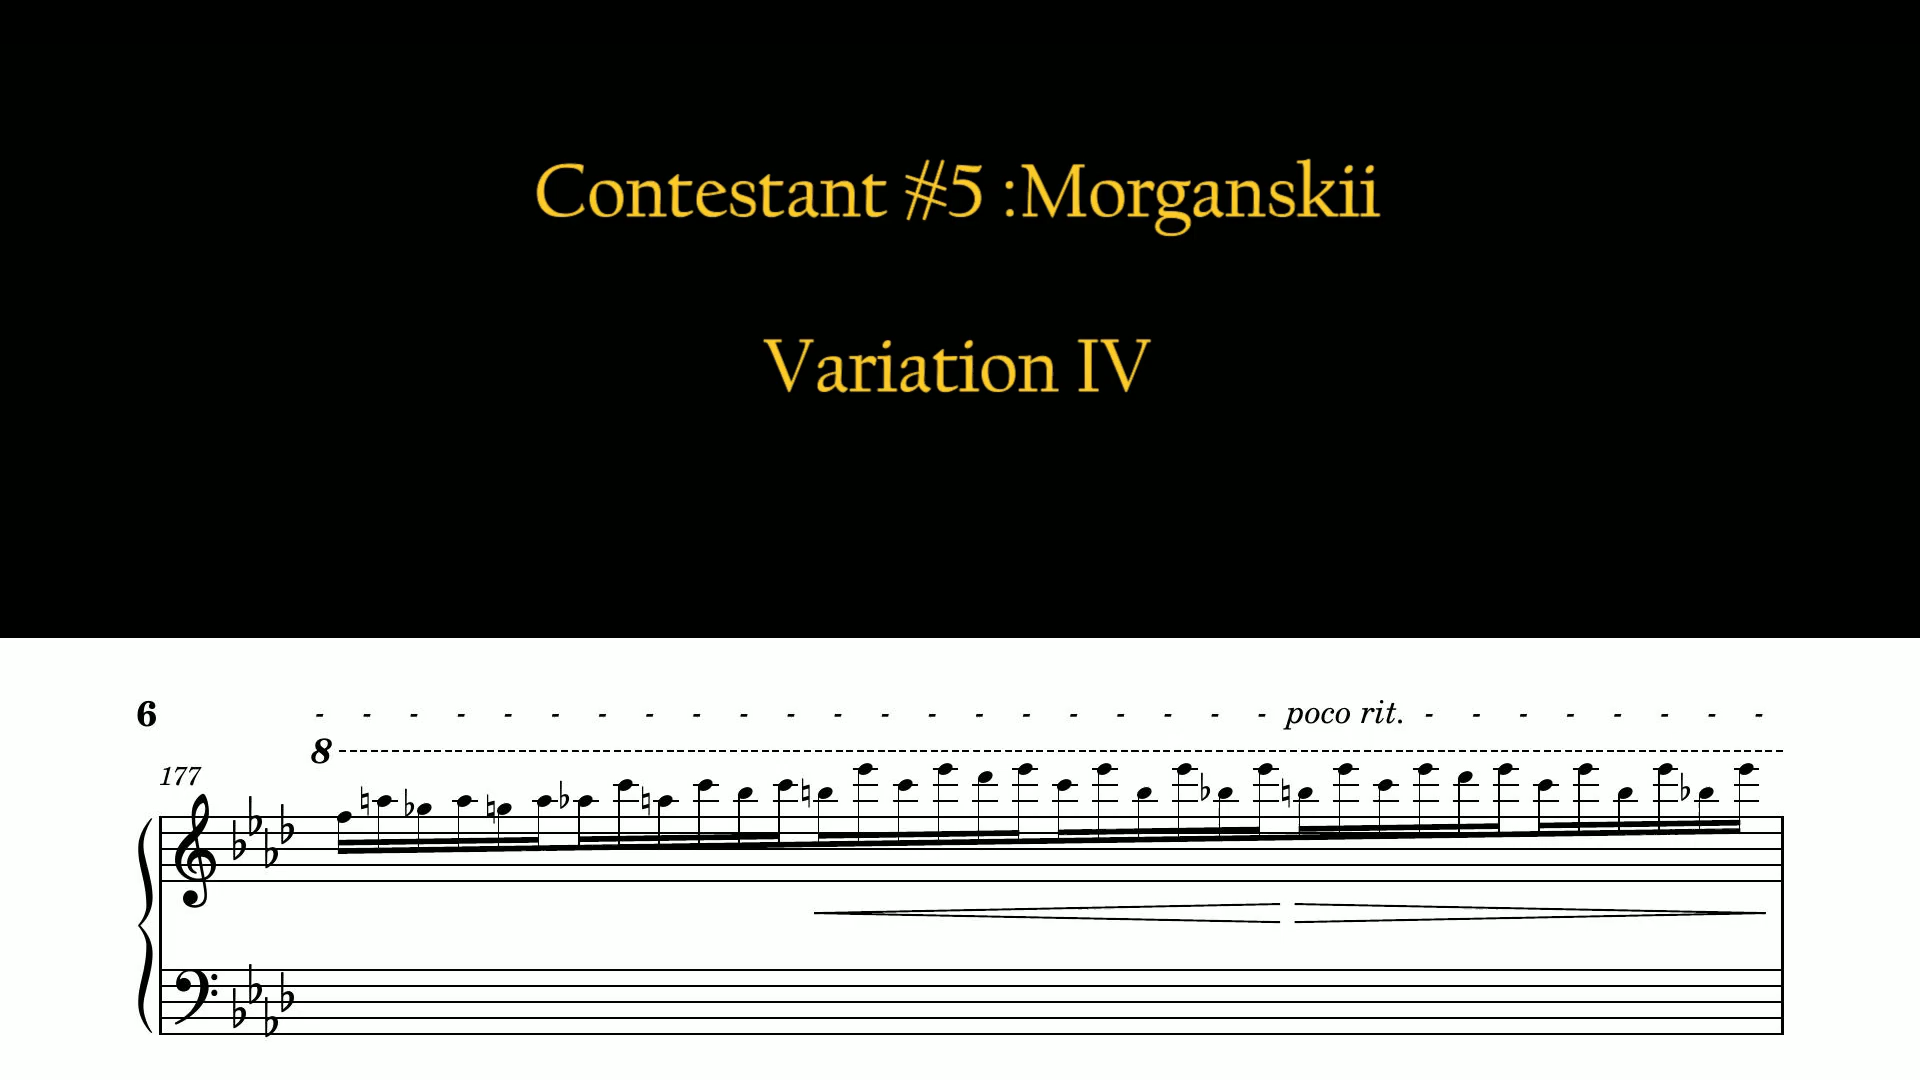 Contestant #5 :Morganskii
Variation IV
6
poco rit.
8
177